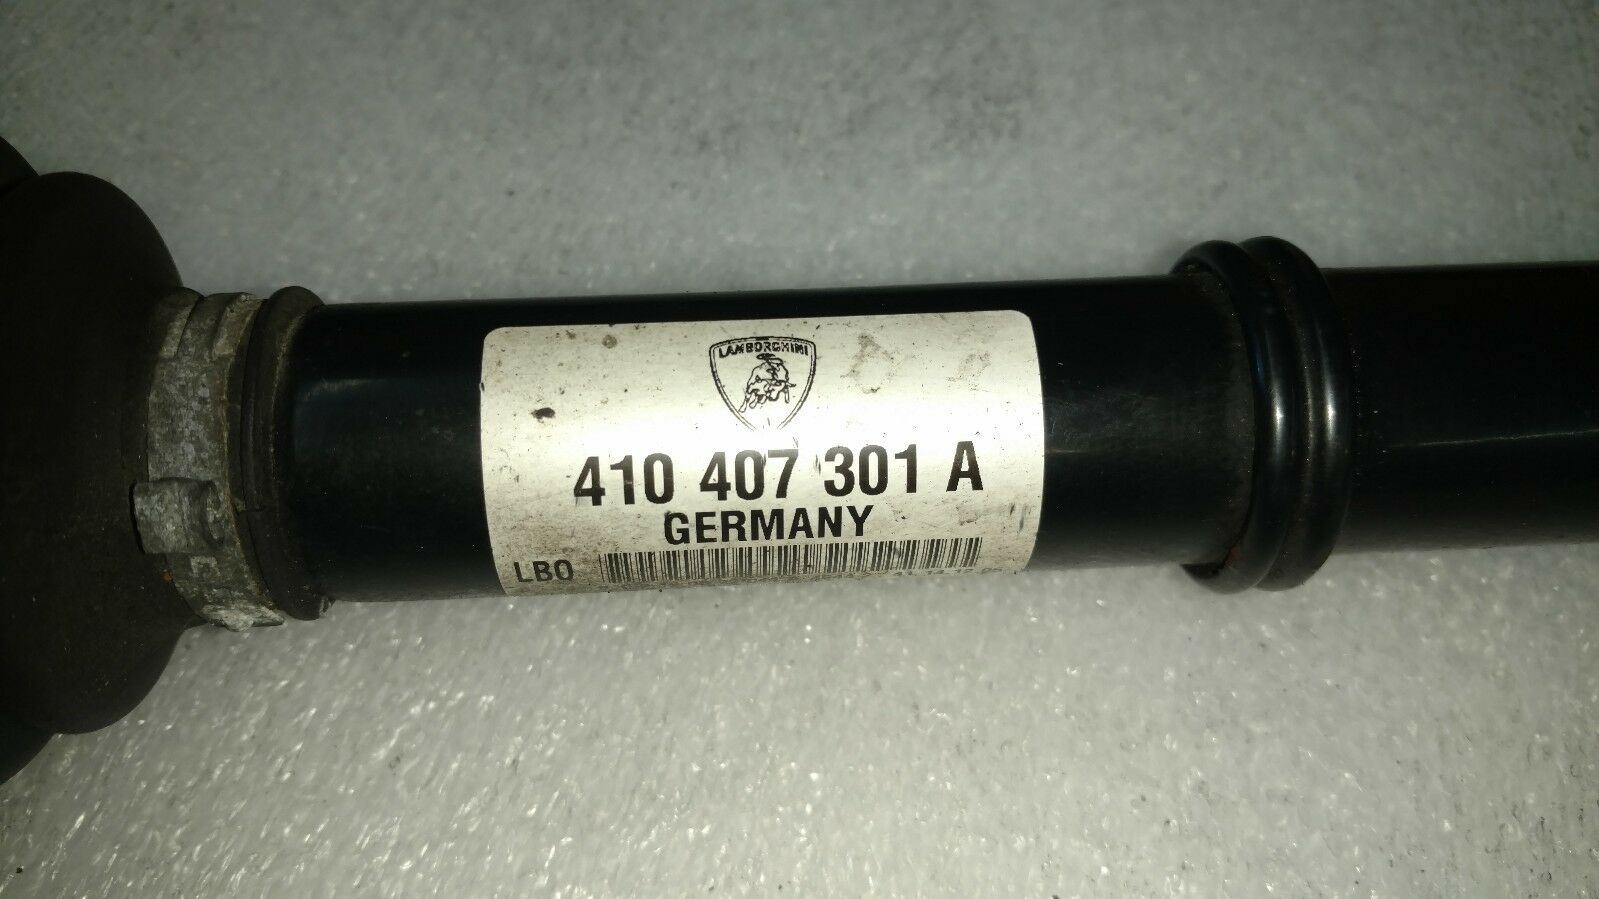 LAMBORGHINI
410 407 301 A
GERMANY
LBO